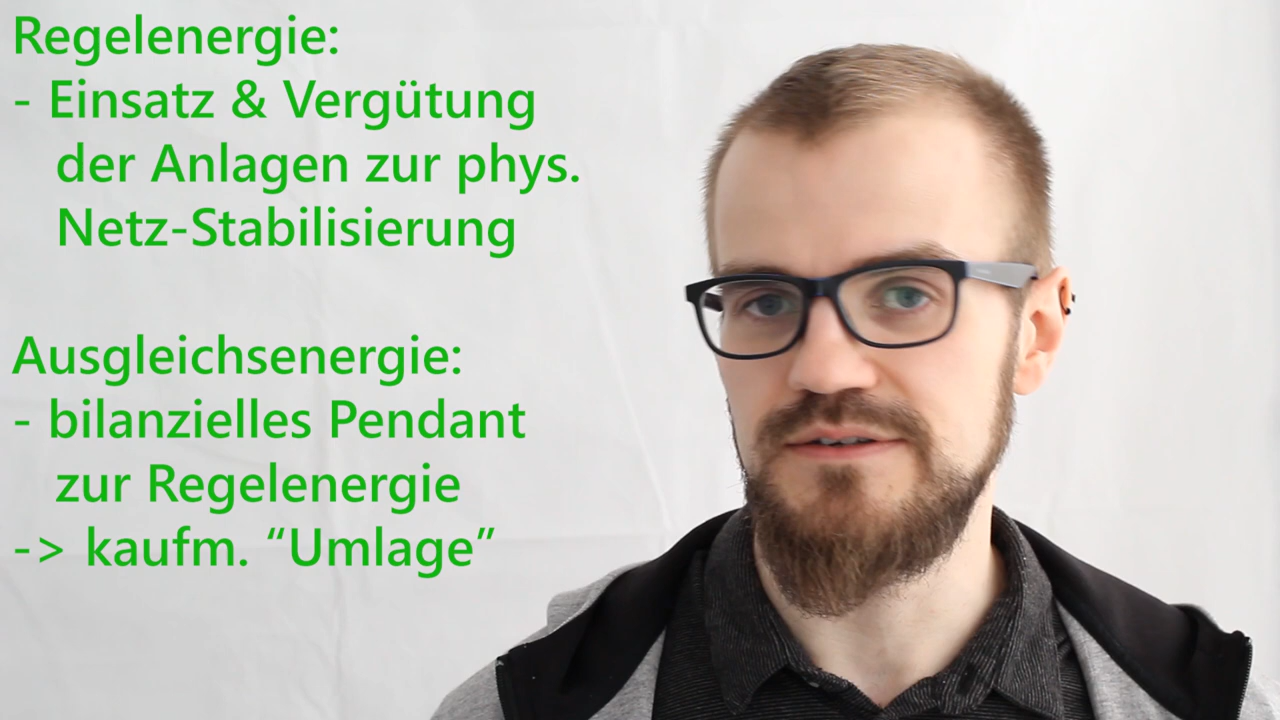 Regelenergie:
- Einsatz & Vergütung
der Anlagen zur phys.
Netz-Stabilisierung
Ausgleichsenergie:
- bilanzielles Pendant
zur Regelenergie
-> kaufm. “Umlage”